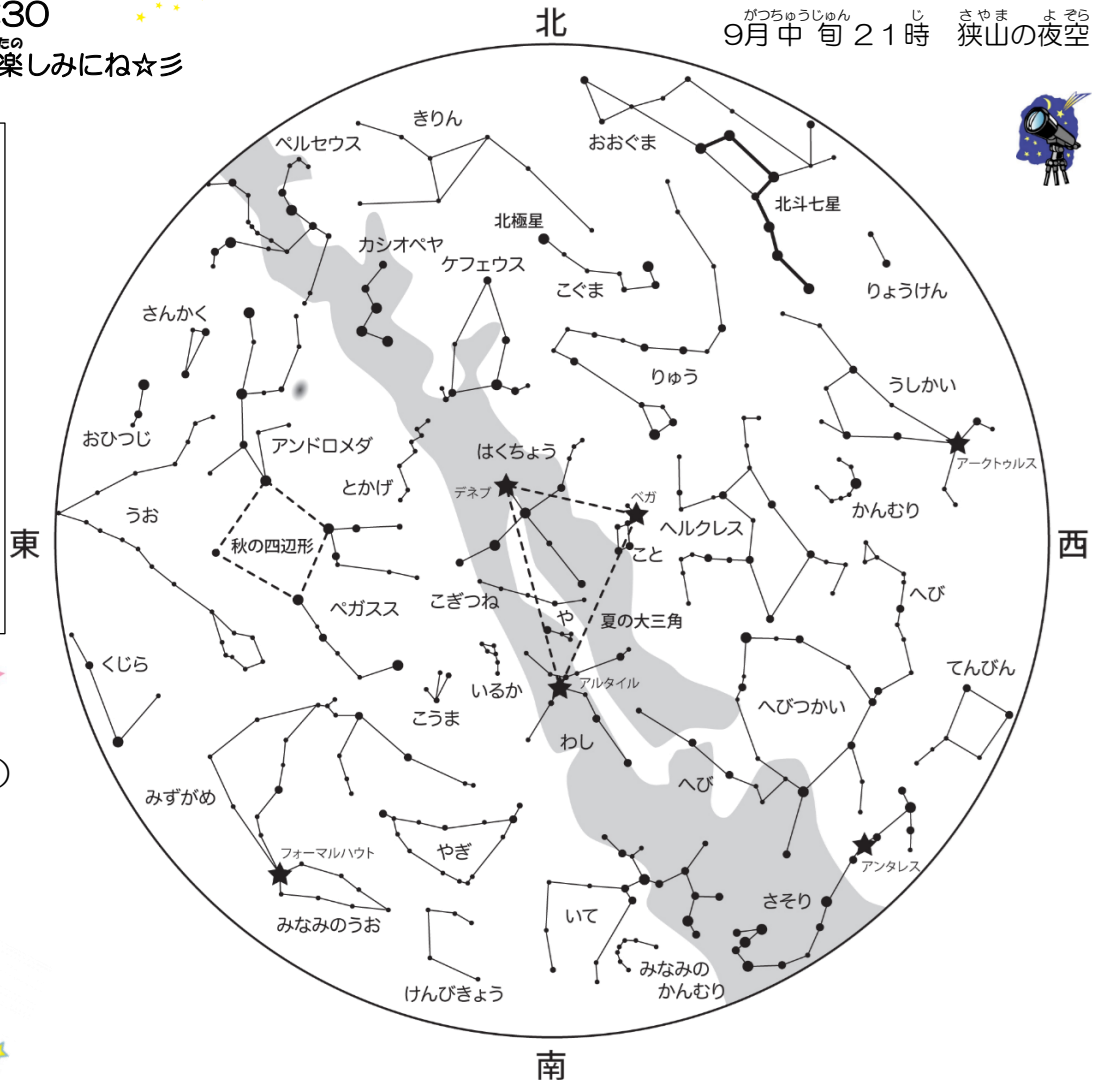 :30
たの
楽しみにね☆彡
北
がつちゅうじゅん じ さやま よぞら
9月中旬21時 狭山の夜空
きりん
ペルセウス
おおぐま
北斗七星
北極星
カシオペヤ
ケフェウス
こぐま
りょうけん
さんかく
りゅう
うしかい
おひつじ
アンドロメダ
はくちょう
アークトゥルス
とかげ
デネブ
ベガ
うお
ヘルクレス
かんむり
東
秋の四辺形
こと
西
ペガスス
こぎつね
や
夏の大三角
へび
くじら
いるか
アルタイル
てんびん
こうま
へびつかい
わし
へび
みずがめ
やぎ
フォーマルハウト
アンタレス
みなみのうお
いて
さそり
けんびきょう
みなみの
かんむり
南